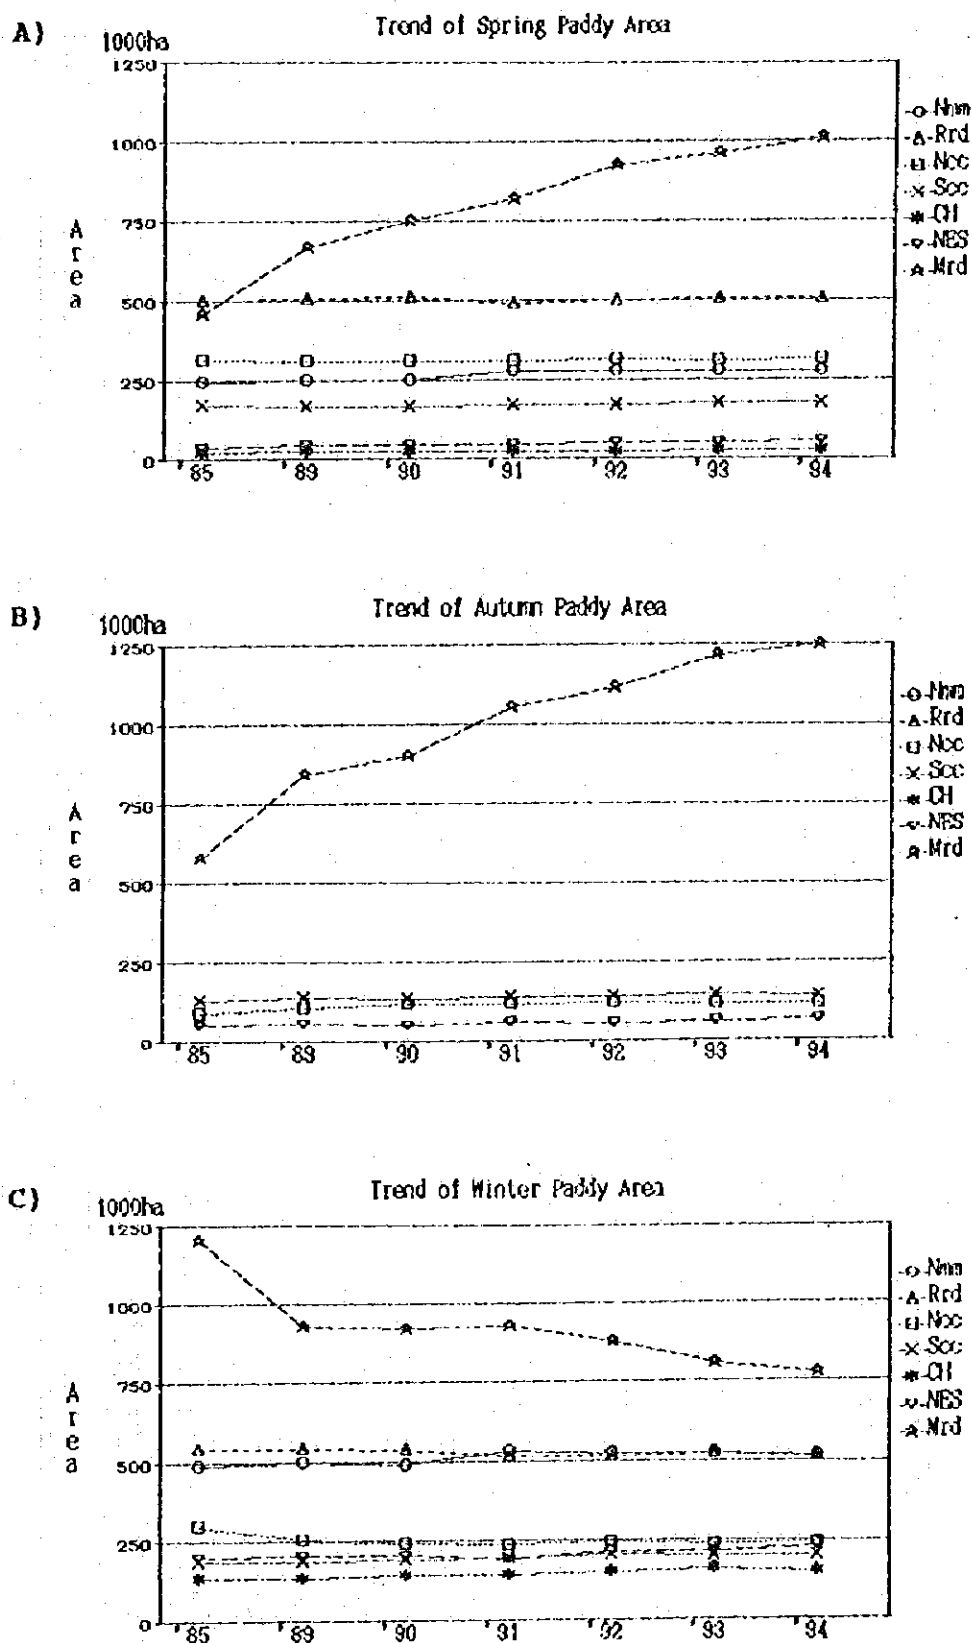 A)
Trend of Spring Paddy Area
1000ha
1250
1000
750
500
250
0
Area
'85
'89
'90
'91
'92
'93
'94
Nmm
Rrd
Ncc
Scc
CH
NES
Mrd
B)
Trend of Autumn Paddy Area
1000ha
1250
1000
750
500
250
0
Area
'85
'89
'90
'91
'92
'93
'94
Nmm
Rrd
Ncc
Scc
CH
NES
Mrd
C)
Trend of Winter Paddy Area
1000ha
1250
1000
750
500
250
0
Area
'85
'89
'90
'91
'92
'93
'94
Nmm
Rrd
Ncc
Scc
CH
NES
Mrd